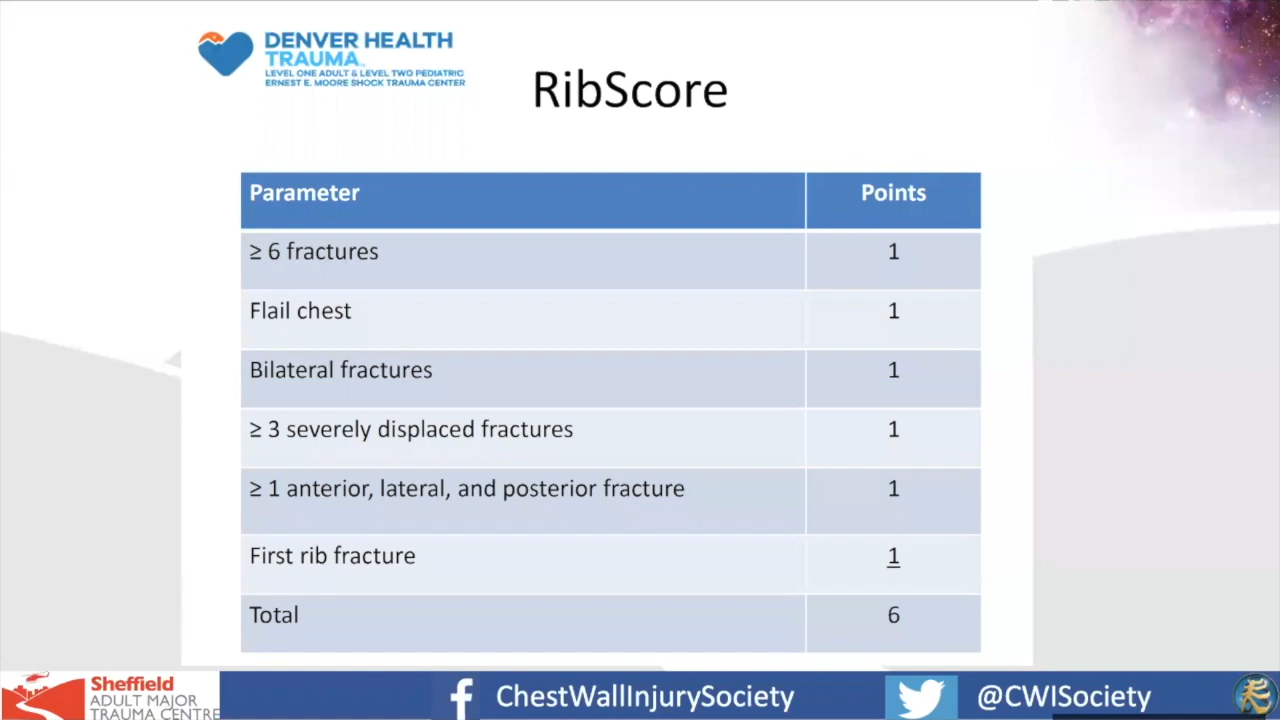 DENVER HEALTH
TRAUMA™
LEVEL ONE ADULT & LEVEL TWO PEDIATRIC
ERNEST E. MOORE SHOCK TRAUMA CENTER
RibScore
Parameter Points
≥ 6 fractures 1
Flail chest 1
Bilateral fractures 1
≥ 3 severely displaced fractures 1
≥ 1 anterior, lateral, and posterior fracture 1
First rib fracture 1
Total 6
Sheffield
ADULT MAJOR
TRAUMA CENTRE
ChestWallInjurySociety
@CWISociety